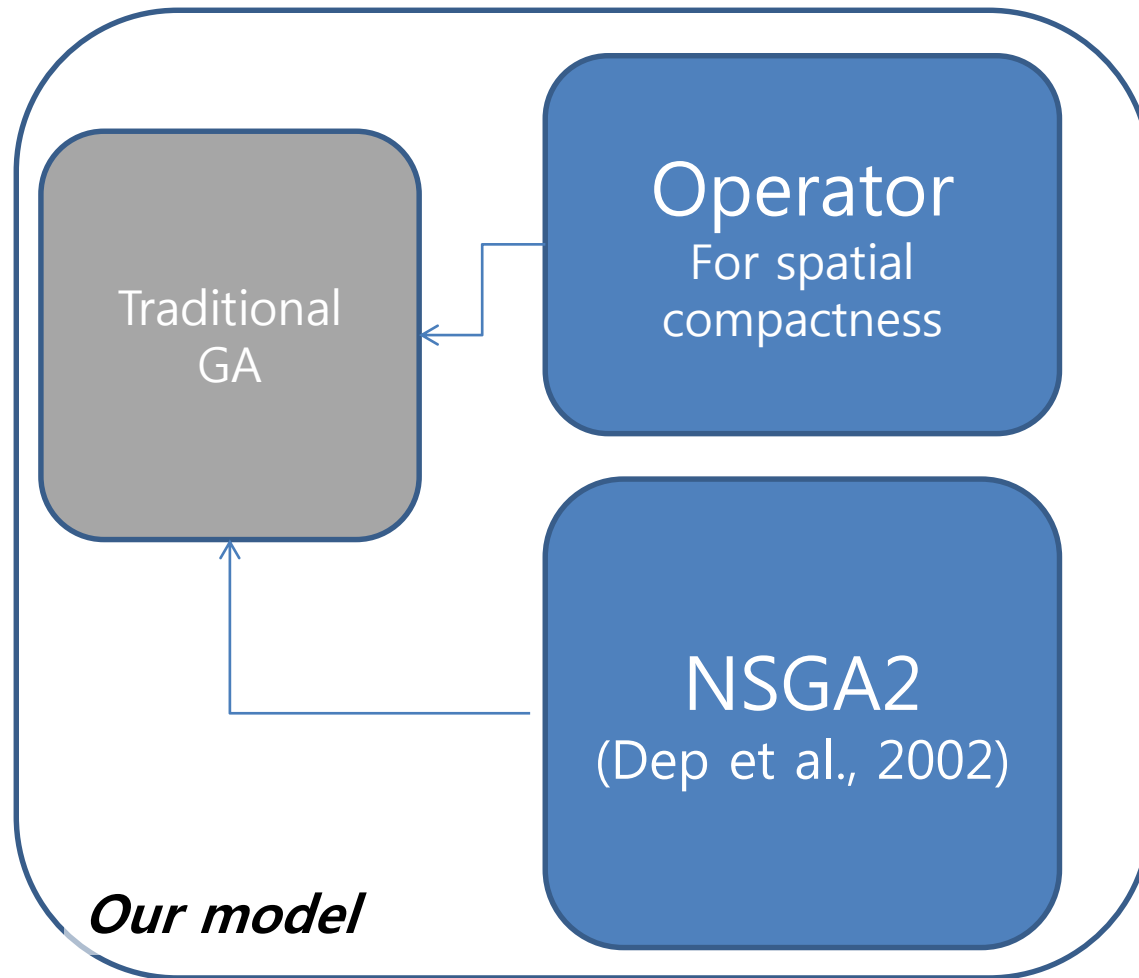 Traditional
GA
Operator
For spatial
compactness
NSGA2
(Dep et al., 2002)
Our model